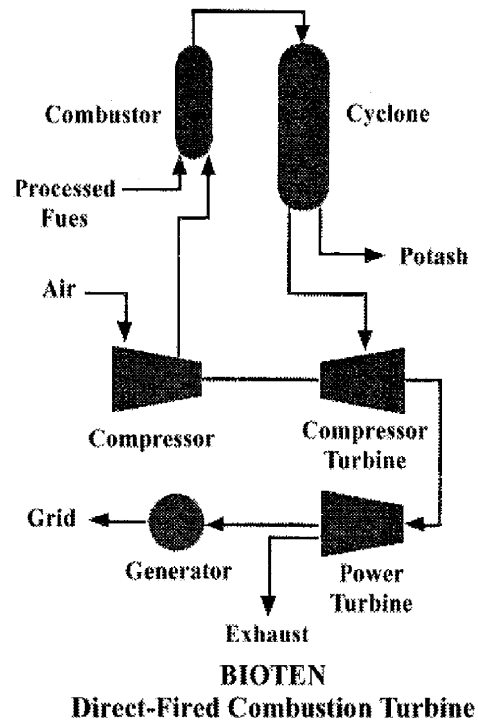 Combustor
Cyclone
Processed
Fues
Potash
Air
Compressor
Compressor
Turbine
Grid
Generator
Power
Turbine
Exhaust
BIOTEN
Direct-Fired Combustion Turbine